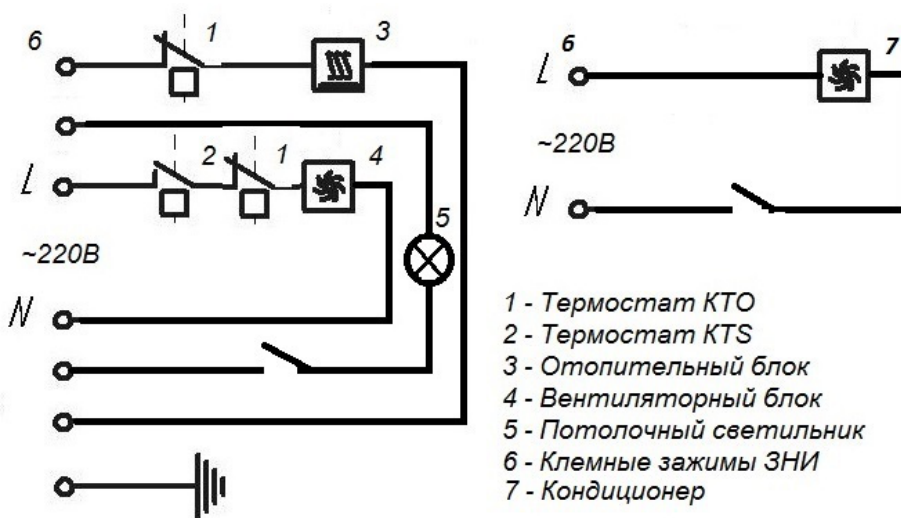 6 1 3
L 2 1 4
5
~220В
N
6 7
L
~220В
N
1 - Термостат КТО
2 - Термостат KTS
3 - Отопительный блок
4 - Вентиляторный блок
5 - Потолочный светильник
6 - Клемные зажимы ЗНИ
7 - Кондиционер